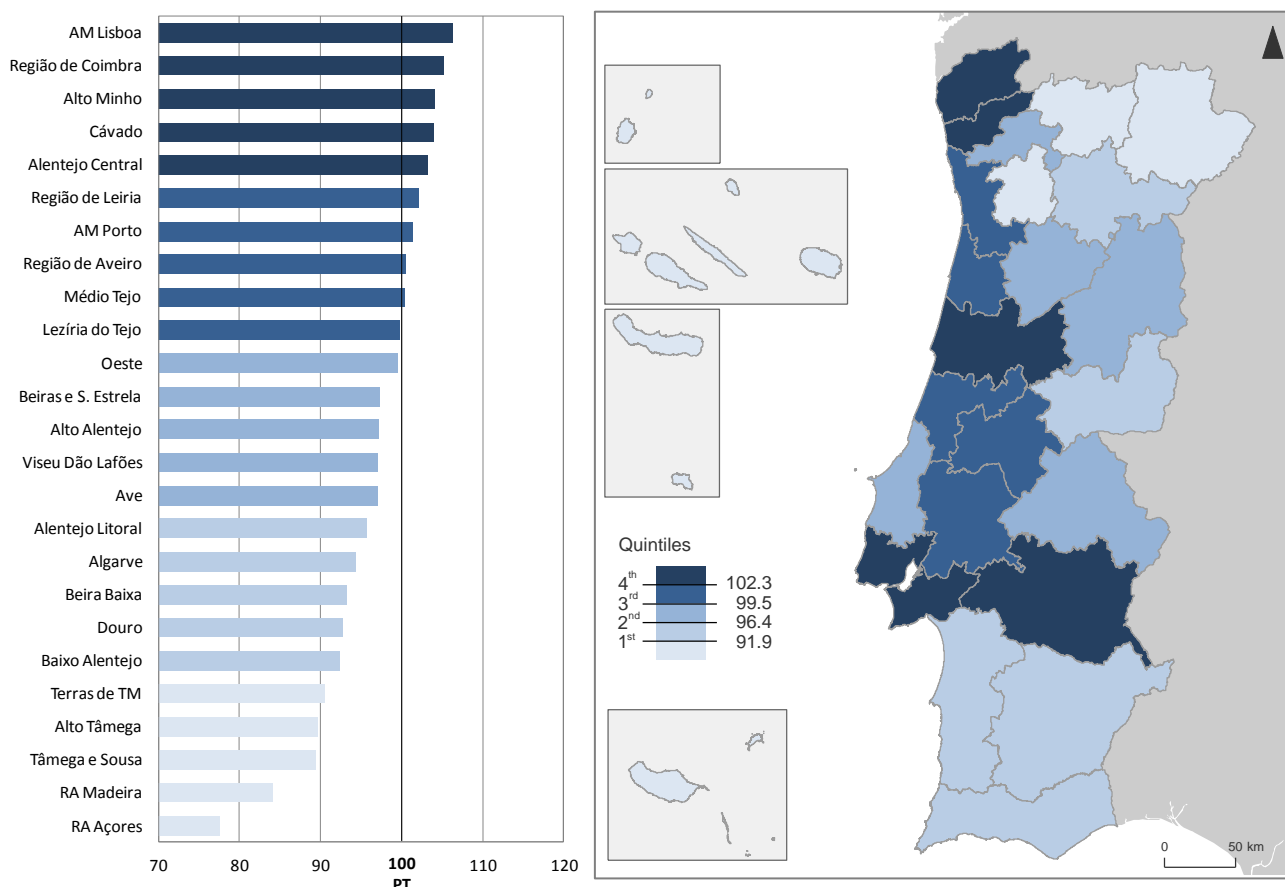 AM Lisboa
Região de Coimbra
Alto Minho
Cávado
Alentejo Central
Região de Leiria
AM Porto
Região de Aveiro
Médio Tejo
Lezíria do Tejo
Oeste
Beiras e S. Estrela
Alto Alentejo
Viseu Dão Lafões
Ave
Alentejo Litoral
Algarve
Beira Baixa
Douro
Baixo Alentejo
Terras de TM
Alto Tâmega
Tâmega e Sousa
RA Madeira
RA Açores
70 80 90 100 110 120
PT
Quintiles
4th 102.3
3rd 99.5
2nd 96.4
1st 91.9
0 50 km